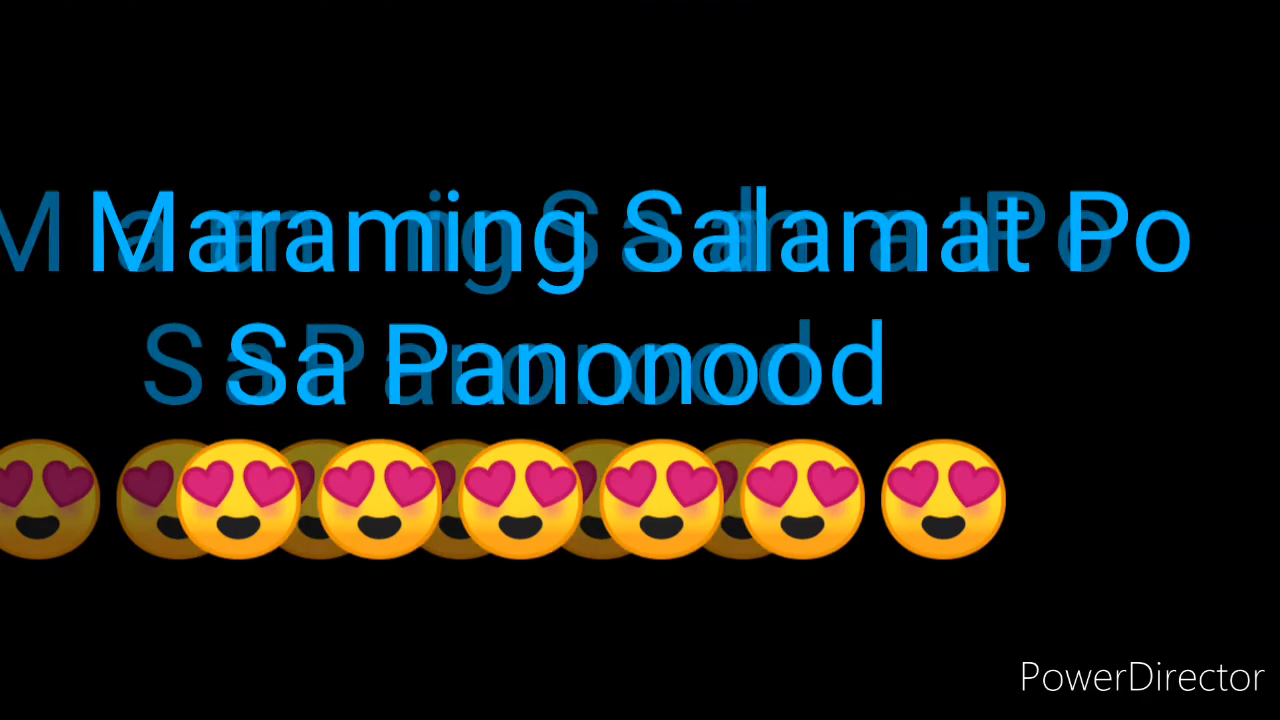 Maraming Salamat Po
Sa Panonood
😍😍😍😍😍😍
PowerDirector